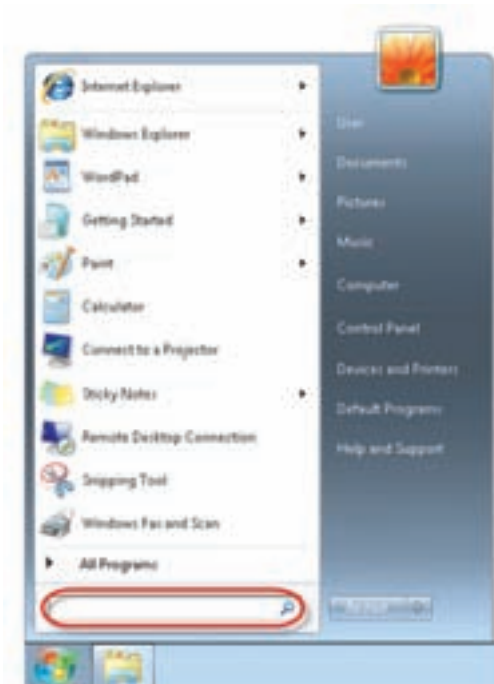 Internet Explorer
Windows Explorer
WordPad
Getting Started
Paint
Calculator
Connect to a Projector
Sticky Notes
Remote Desktop Connection
Snipping Tool
Windows Fax and Scan
All Programs
User
Documents
Pictures
Music
Computer
Control Panel
Devices and Printers
Default Programs
Help and Support